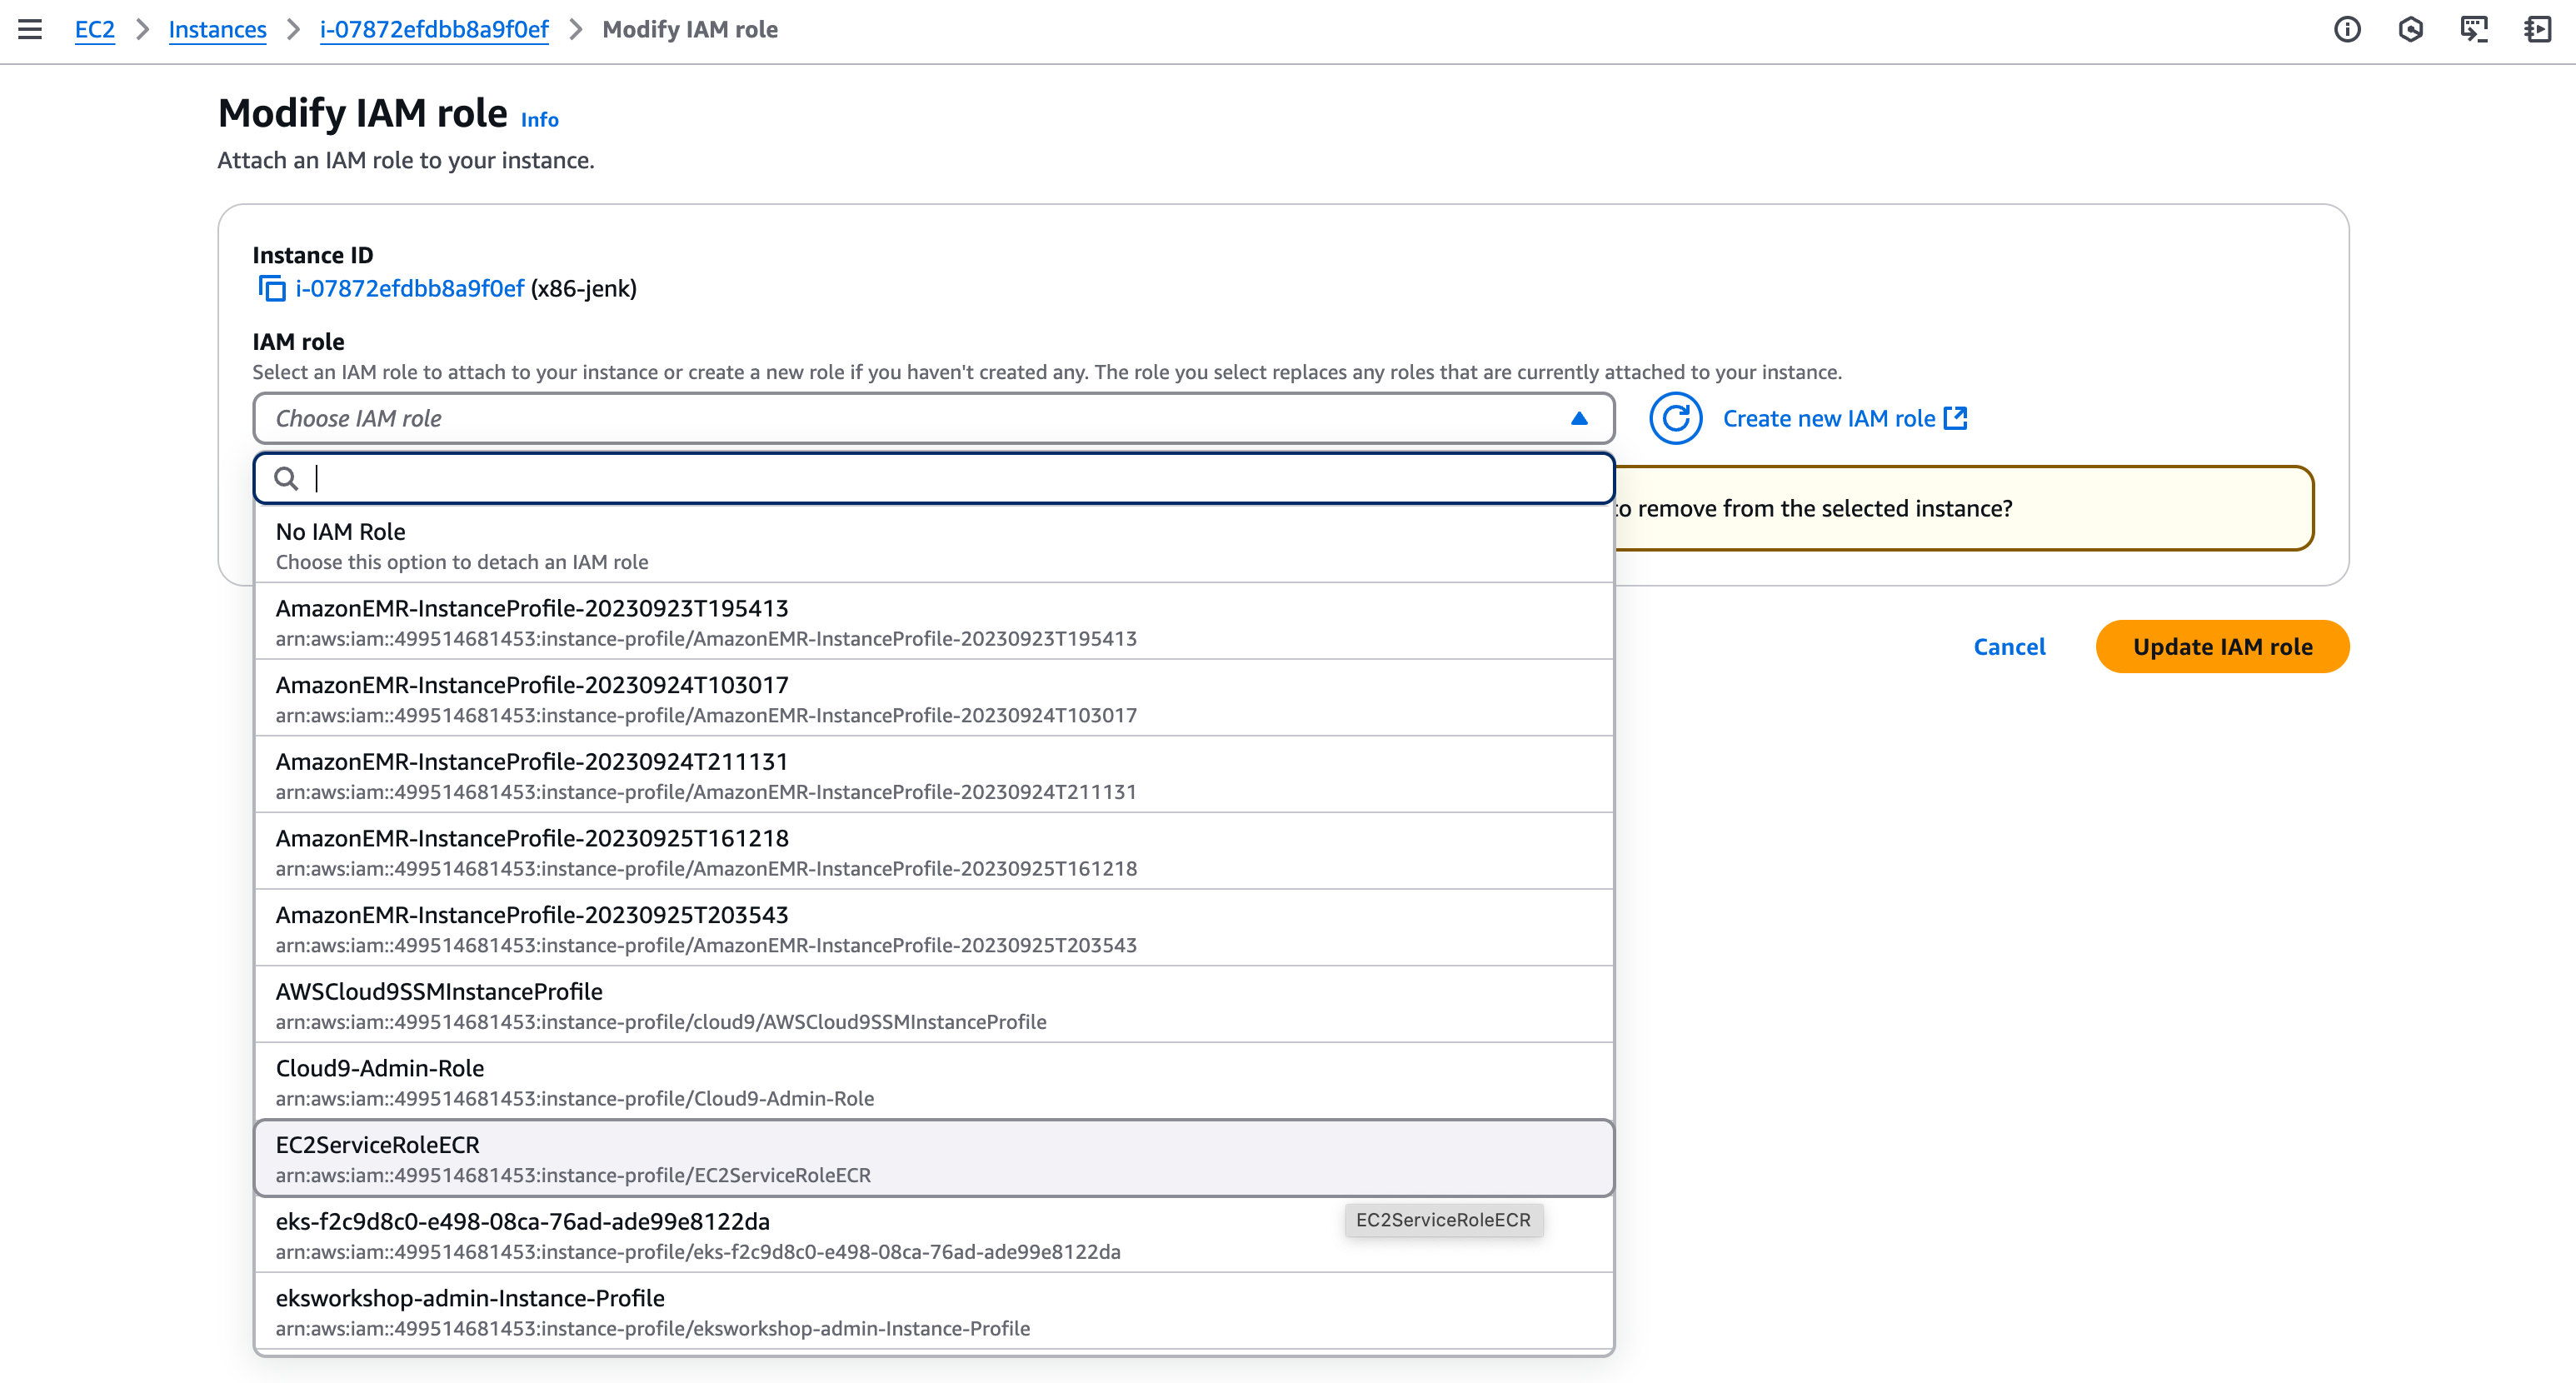 EC2 > Instances > i-07872efdbb8a9f0ef > Modify IAM role
Modify IAM role Info
Attach an IAM role to your instance.
Instance ID
i-07872efdbb8a9f0ef (x86-jenk)
IAM role
Select an IAM role to attach to your instance or create a new role if you haven't created any. The role you select replaces any roles that are currently attached to your instance.
Choose IAM role
Create new IAM role
to remove from the selected instance?
No IAM Role
Choose this option to detach an IAM role
AmazonEMR-InstanceProfile-20230923T195413
arn:aws:iam::499514681453:instance-profile/AmazonEMR-InstanceProfile-20230923T195413
Cancel
Update IAM role
AmazonEMR-InstanceProfile-20230924T103017
arn:aws:iam::499514681453:instance-profile/AmazonEMR-InstanceProfile-20230924T103017
AmazonEMR-InstanceProfile-20230924T211131
arn:aws:iam::499514681453:instance-profile/AmazonEMR-InstanceProfile-20230924T211131
AmazonEMR-InstanceProfile-20230925T161218
arn:aws:iam::499514681453:instance-profile/AmazonEMR-InstanceProfile-20230925T161218
AmazonEMR-InstanceProfile-20230925T203543
arn:aws:iam::499514681453:instance-profile/AmazonEMR-InstanceProfile-20230925T203543
AWSCloud9SSMInstanceProfile
arn:aws:iam::499514681453:instance-profile/cloud9/AWSCloud9SSMInstanceProfile
Cloud9-Admin-Role
arn:aws:iam::499514681453:instance-profile/Cloud9-Admin-Role
EC2ServiceRoleECR
arn:aws:iam::499514681453:instance-profile/EC2ServiceRoleECR
eks-f2c9d8c0-e498-08ca-76ad-ade99e8122da
EC2ServiceRoleECR
arn:aws:iam::499514681453:instance-profile/eks-f2c9d8c0-e498-08ca-76ad-ade99e8122da
eksworkshop-admin-Instance-Profile
arn:aws:iam::499514681453:instance-profile/eksworkshop-admin-Instance-Profile